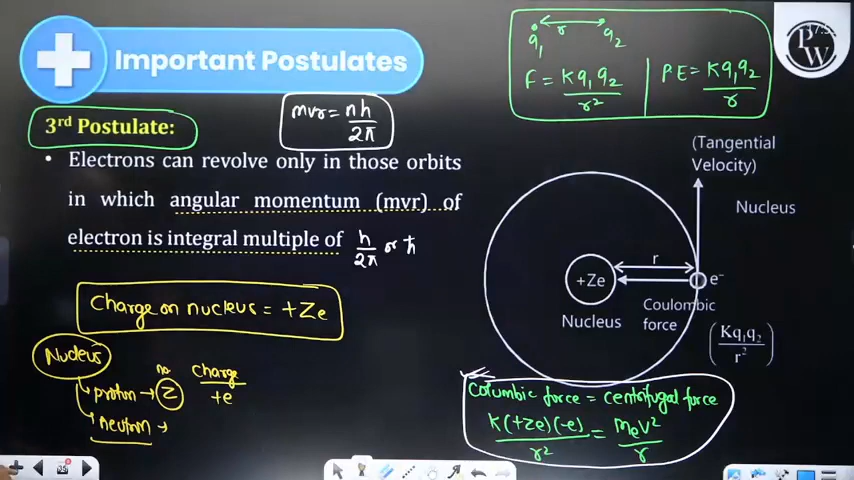 Important Postulates
3rd Postulate:
mvr = nh/2π
• Electrons can revolve only in those orbits
in which angular momentum (mvr) of
electron is integral multiple of h/2π or ħ
Charge on nucleus = +Ze
Nucleus
no Charge
proton → Z +e
neutron →
q1 r q2
F = Kq1q2/r² PE = Kq1q2/r
PW
(Tangential
Velocity)
Nucleus
r
+Ze e⁻
Nucleus
Coulombic
force (Kq1q2/r²)
Columbic force = centrifugal force
K(+Ze)(-e)/r² = meV²/r